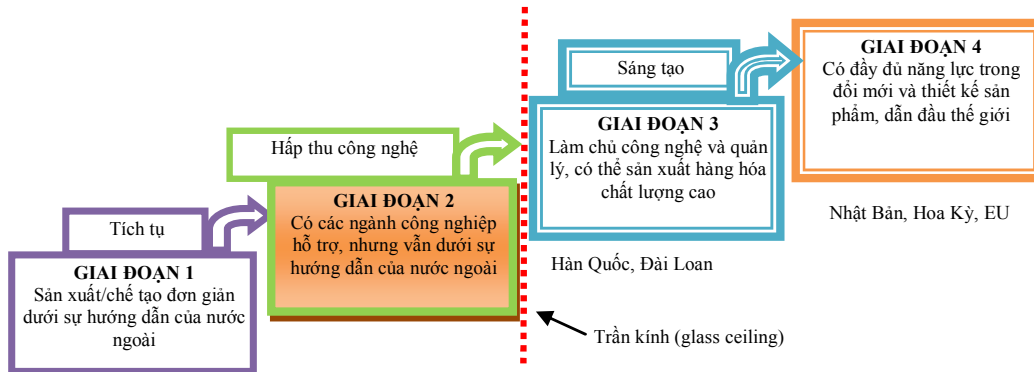 Tích tụ
GIAI ĐOẠN 1
Sản xuất/chế tạo đơn giản
dưới sự hướng dẫn của nước
ngoài
Hấp thu công nghệ
GIAI ĐOẠN 2
Có các ngành công nghiệp
hỗ trợ, nhưng vẫn dưới sự
hướng dẫn của nước ngoài
Sáng tạo
GIAI ĐOẠN 3
Làm chủ công nghệ và quản
lý, có thể sản xuất hàng hóa
chất lượng cao
Hàn Quốc, Đài Loan
GIAI ĐOẠN 4
Có đầy đủ năng lực trong
đổi mới và thiết kế sản
phẩm, dẫn đầu thế giới
Nhật Bản, Hoa Kỳ, EU
Trần kính (glass ceiling)